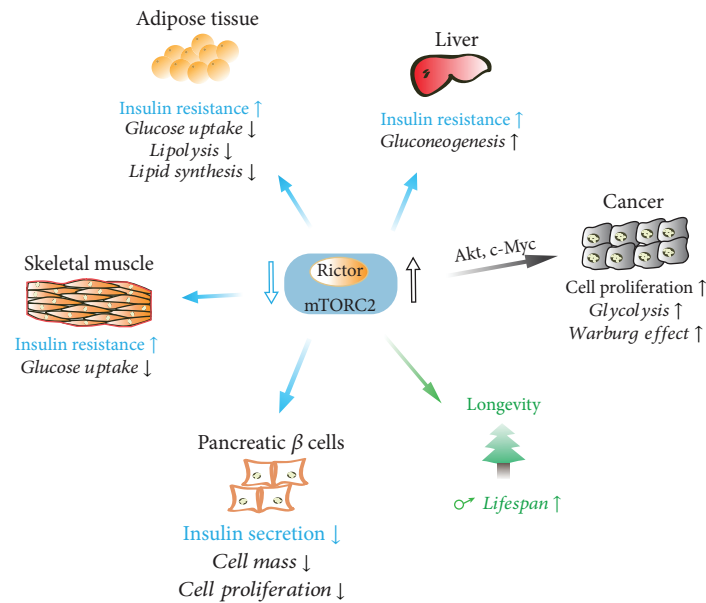 Adipose tissue
Insulin resistance ↑
Glucose uptake ↓
Lipolysis ↓
Lipid synthesis ↓
Liver
Insulin resistance ↑
Gluconeogenesis ↑
Cancer
Akt, c-Myc
Cell proliferation ↑
Glycolysis ↑
Warburg effect ↑
Rictor
mTORC2
Skeletal muscle
Insulin resistance ↑
Glucose uptake ↓
Longevity
♂ Lifespan ↑
Pancreatic β cells
Insulin secretion ↓
Cell mass ↓
Cell proliferation ↓